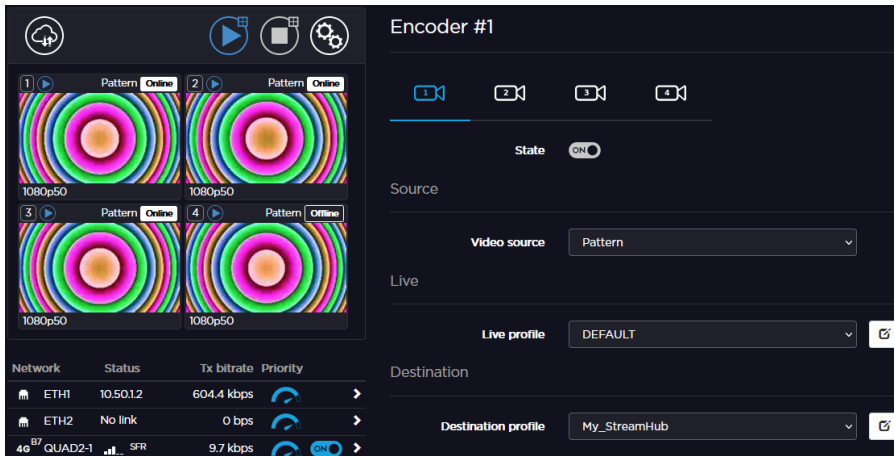 Encoder #1
1 Pattern Online
2 Pattern Online
1080p50
1080p50
3 Pattern Online
4 Pattern Offline
1080p50
1080p50
Network Status Tx bitrate Priority
ETH1 10.50.1.2 604.4 kbps
ETH2 No link 0 bps
4G B7 QUAD2-1 SFR 9.7 kbps ON
1 2 3 4
State ON
Source
Video source Pattern
Live
Live profile DEFAULT
Destination
Destination profile My_StreamHub